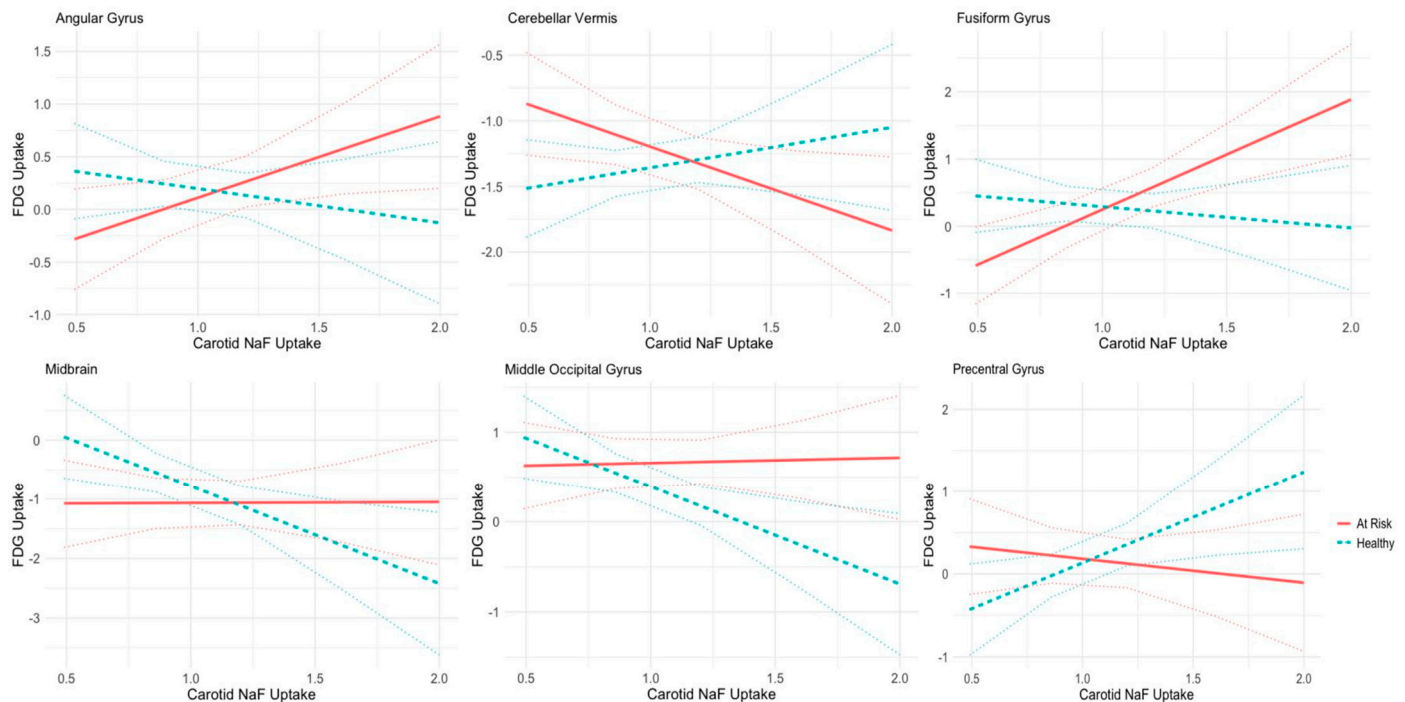 Angular Gyrus
FDG Uptake
1.5
1.0
0.5
0.0
-0.5
-1.0
0.5 1.0 1.5 2.0
Carotid NaF Uptake
Cerebellar Vermis
FDG Uptake
-0.5
-1.0
-1.5
-2.0
0.5 1.0 1.5 2.0
Carotid NaF Uptake
Fusiform Gyrus
FDG Uptake
2
1
0
-1
0.5 1.0 1.5 2.0
Carotid NaF Uptake
Midbrain
FDG Uptake
0
-1
-2
-3
0.5 1.0 1.5 2.0
Carotid NaF Uptake
Middle Occipital Gyrus
FDG Uptake
1
0
-1
0.5 1.0 1.5 2.0
Carotid NaF Uptake
Precentral Gyrus
FDG Uptake
2
1
0
-1
0.5 1.0 1.5 2.0
Carotid NaF Uptake
At Risk
Healthy